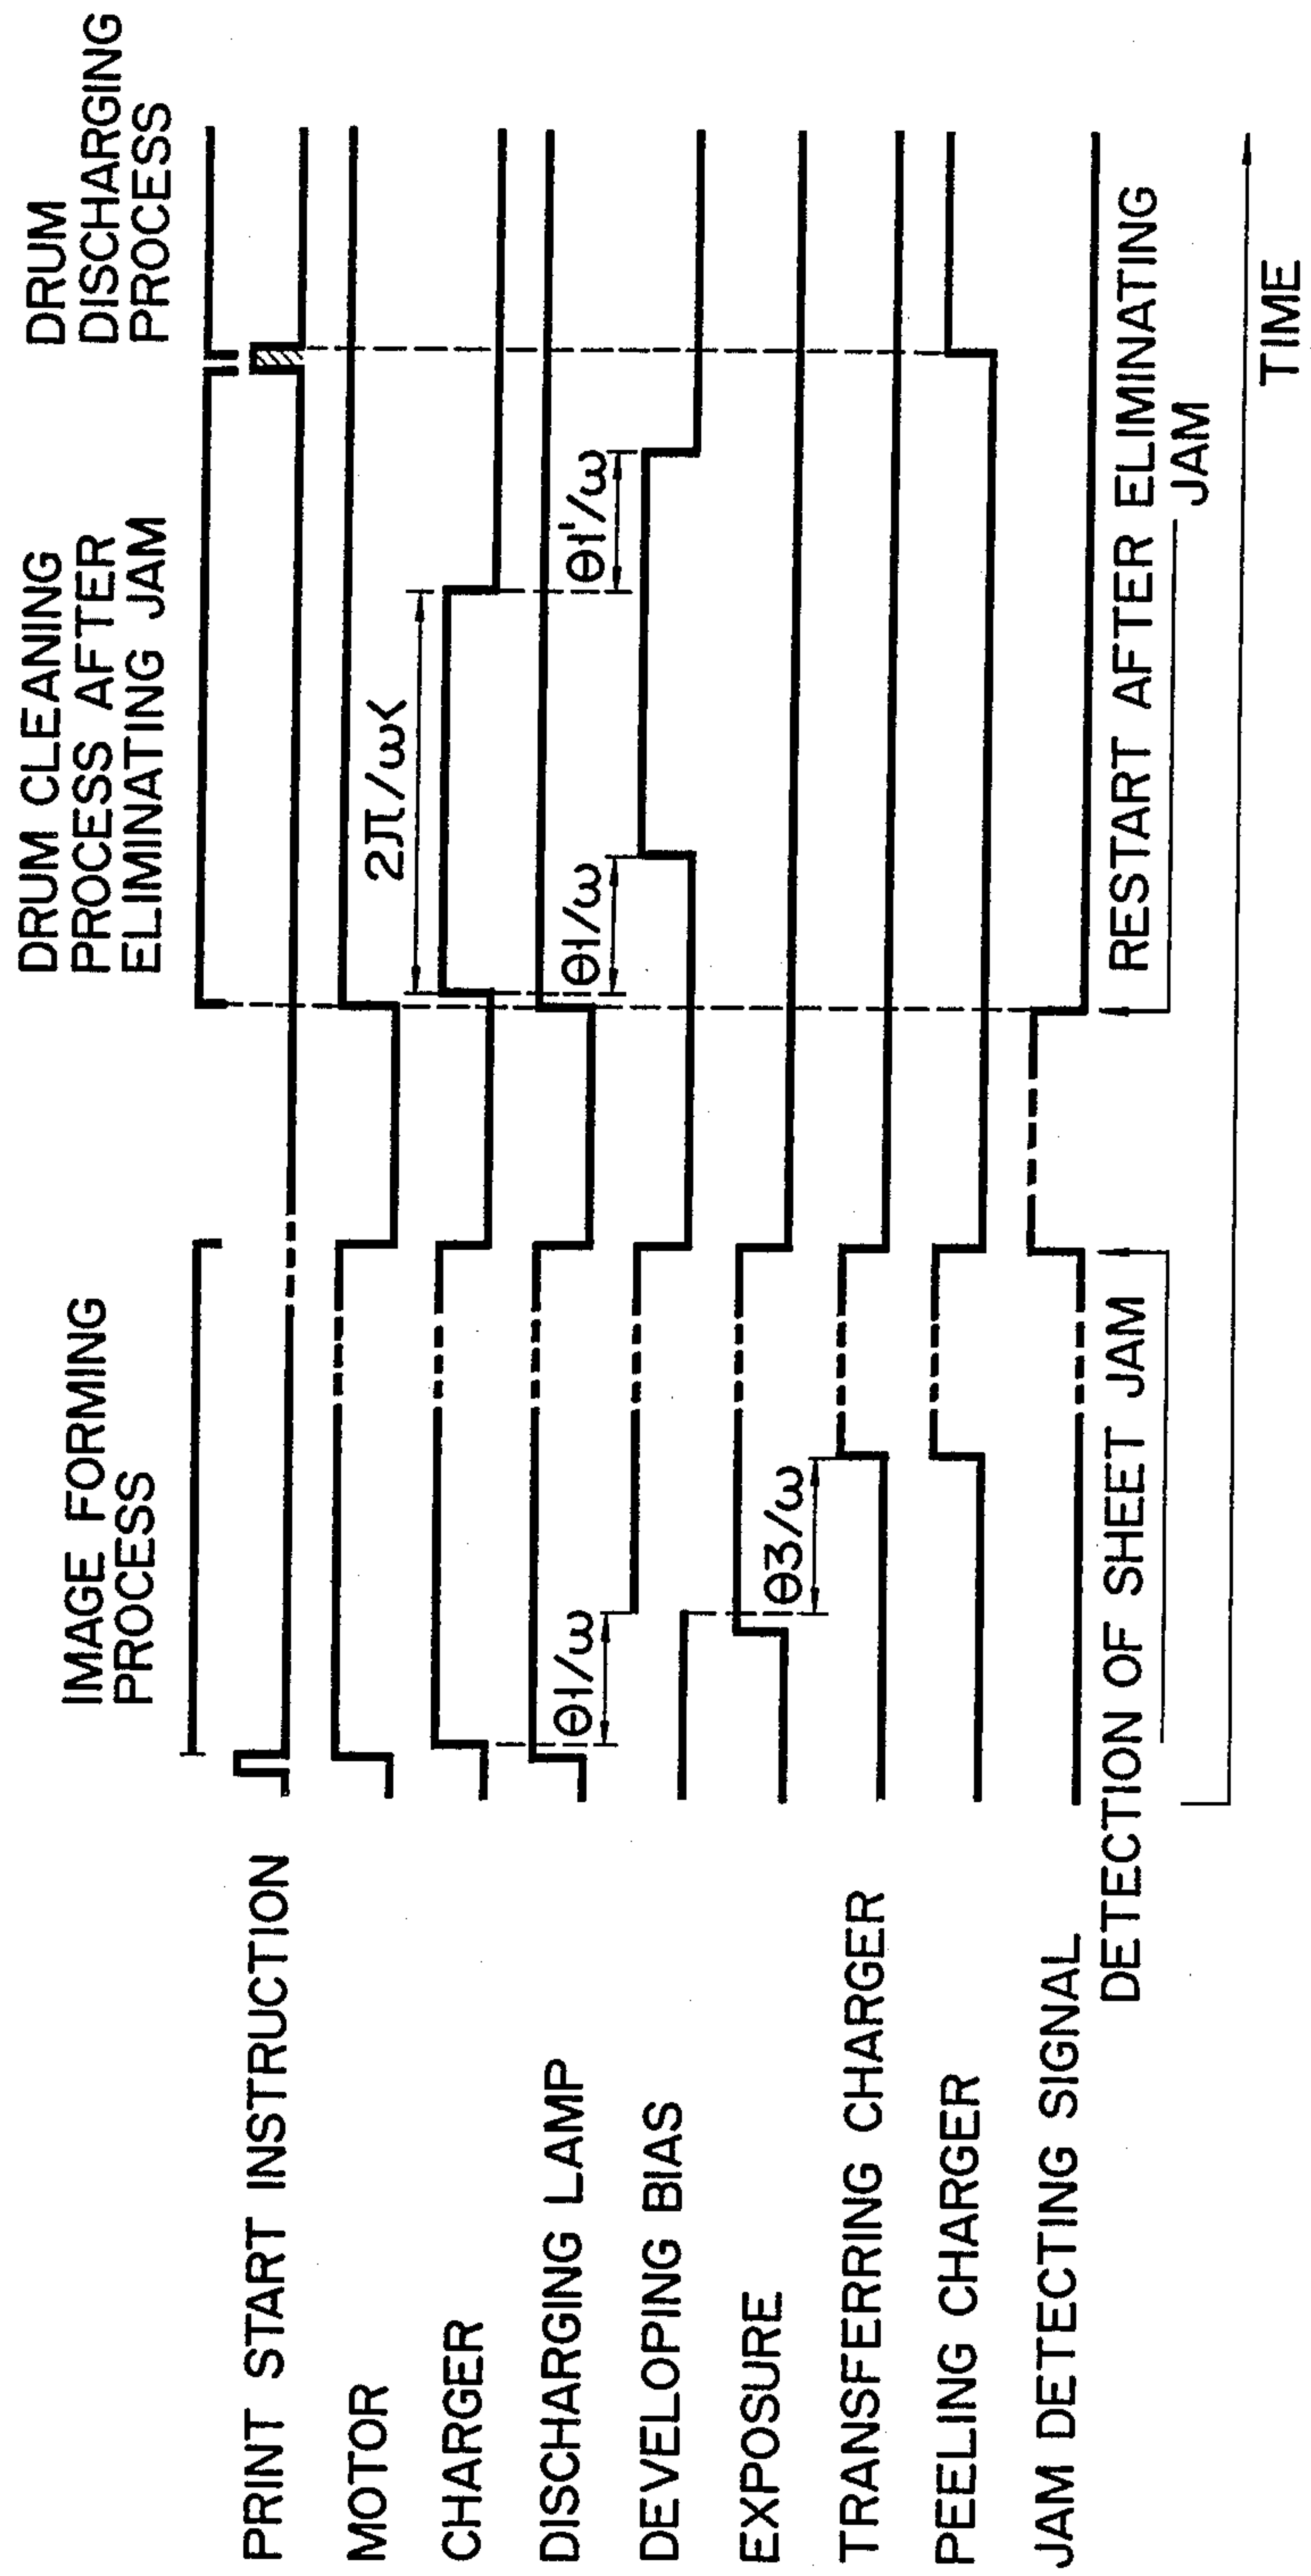 IMAGE FORMING
PROCESS
DRUM CLEANING
PROCESS AFTER
ELIMINATING JAM
DRUM
DISCHARGING
PROCESS
PRINT START INSTRUCTION
MOTOR
CHARGER
2π/ω<
DISCHARGING LAMP
θ1/ω
θ1/ω
θ1'/ω
DEVELOPING BIAS
EXPOSURE
θ3/ω
TRANSFERRING CHARGER
PEELING CHARGER
JAM DETECTING SIGNAL
DETECTION OF SHEET JAM
RESTART AFTER ELIMINATING
JAM
TIME